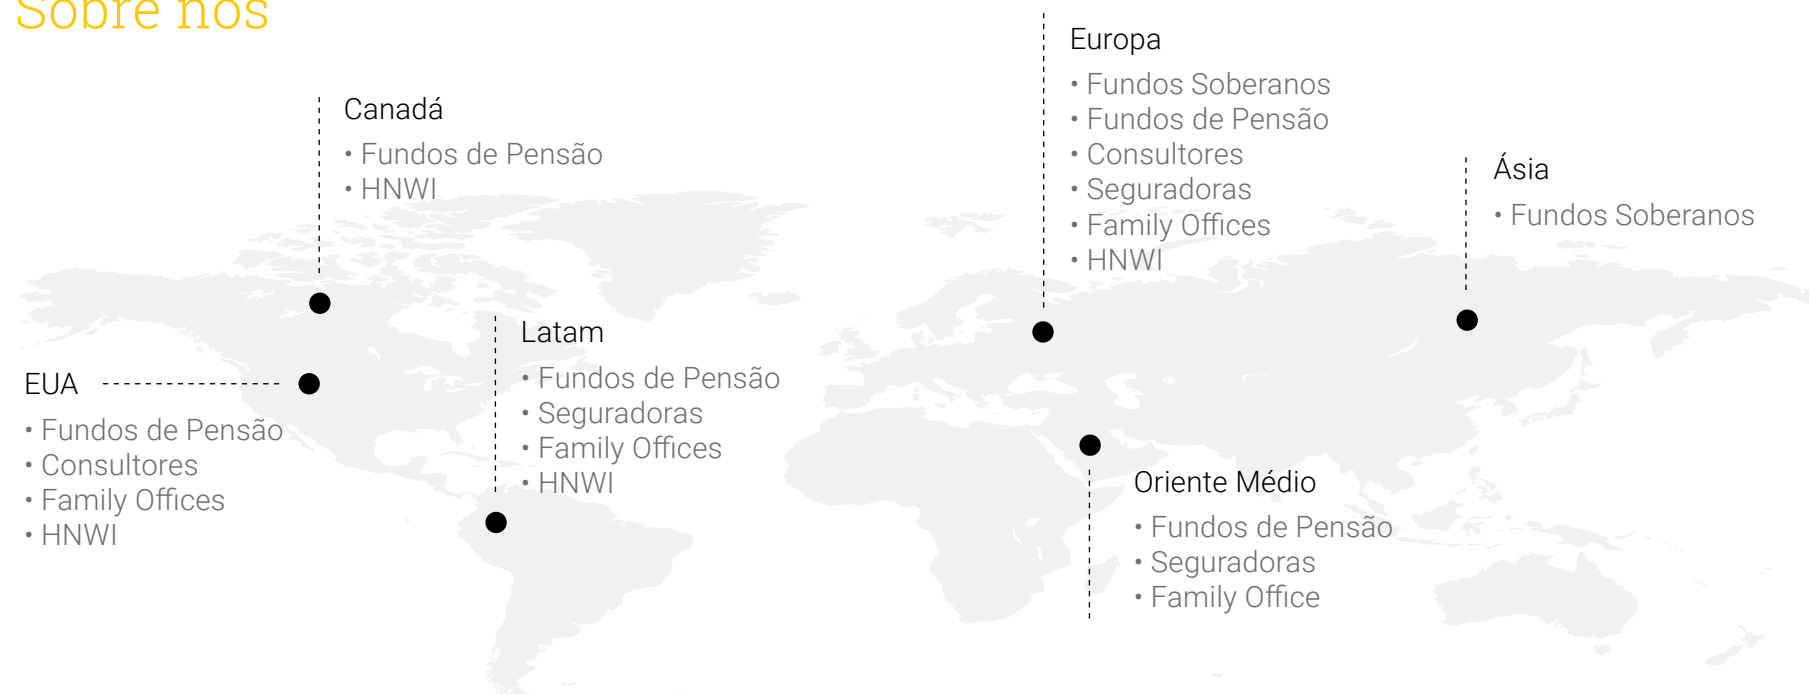 Sobre nós
Canadá
• Fundos de Pensão
• HNWI
EUA
• Fundos de Pensão
• Consultores
• Family Offices
• HNWI
Latam
• Fundos de Pensão
• Seguradoras
• Family Offices
• HNWI
Europa
• Fundos Soberanos
• Fundos de Pensão
• Consultores
• Seguradoras
• Family Offices
• HNWI
Oriente Médio
• Fundos de Pensão
• Seguradoras
• Family Office
Ásia
• Fundos Soberanos